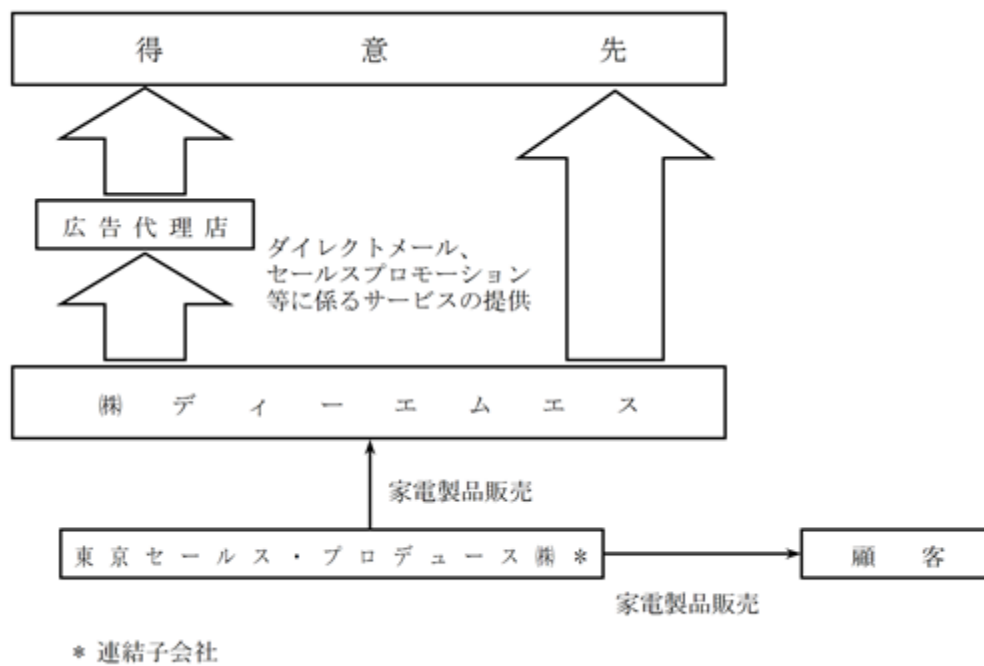 得意先
広告代理店
ダイレクトメール、
セールスプロモーション
等に係るサービスの提供
㈱ディーエムエス
家電製品販売
東京セールス・プロデュース㈱*
顧客
家電製品販売
* 連結子会社